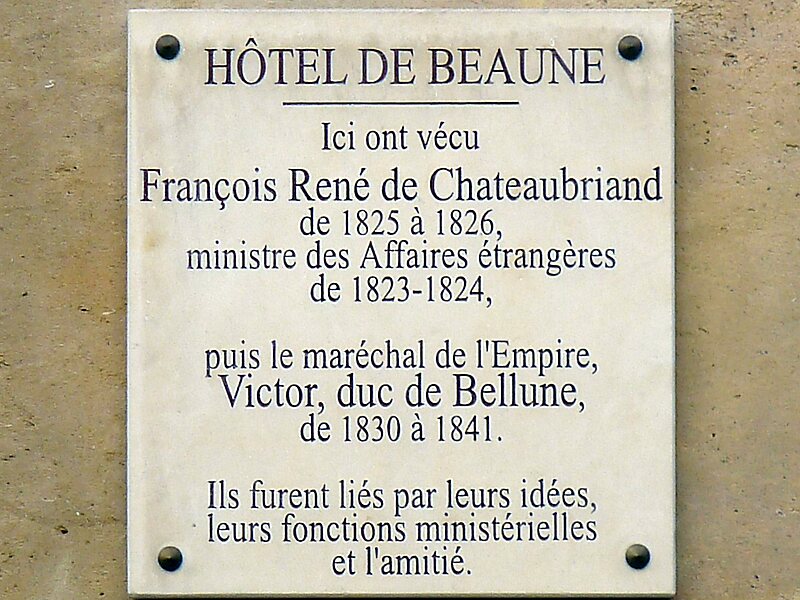 HÔTEL DE BEAUNE
Ici ont vécu
François René de Chateaubriand
de 1825 à 1826,
ministre des Affaires étrangères
de 1823-1824,
puis le maréchal de l'Empire,
Victor, duc de Bellune,
de 1830 à 1841.
Ils furent liés par leurs idées,
leurs fonctions ministérielles
et l'amitié.